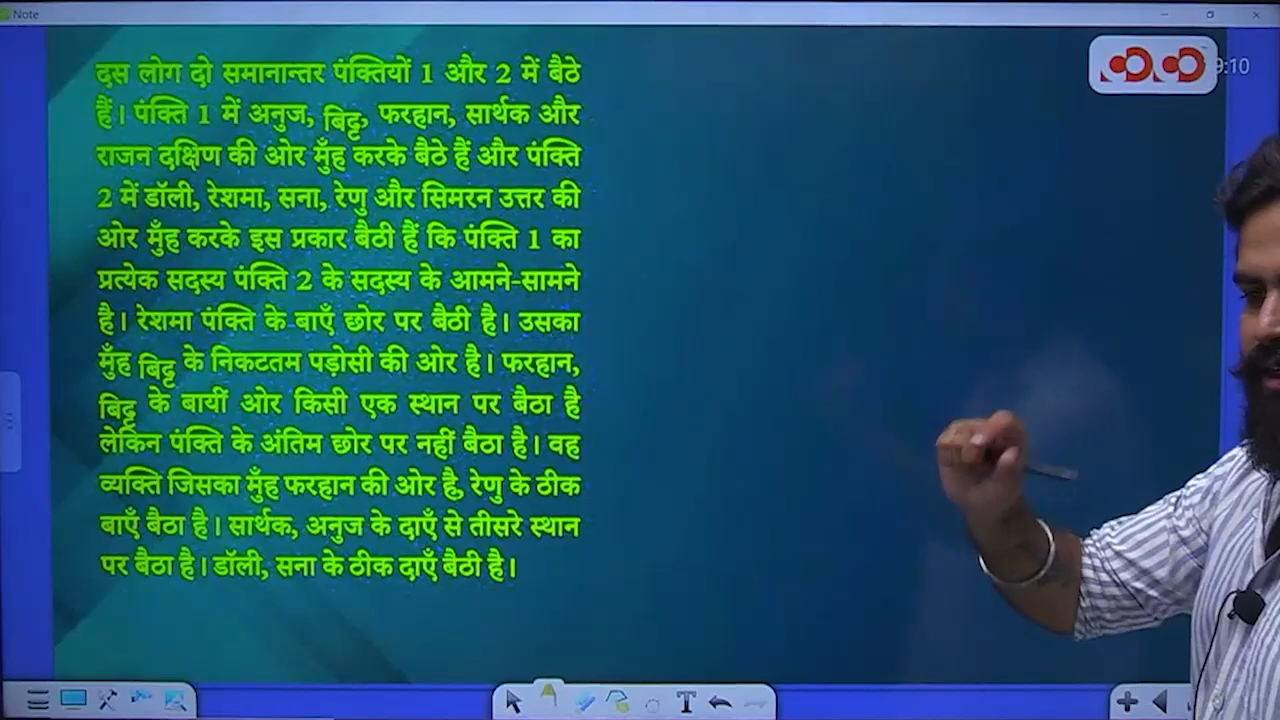 Note
9:10
दस लोग दो समानान्तर पंक्तियों 1 और 2 में बैठे
हैं। पंक्ति 1 में अनुज, बिट्टू, फरहान, सार्थक और
राजन दक्षिण की ओर मुँह करके बैठे हैं और पंक्ति
2 में डॉली, रेशमा, सना, रेणु और सिमरन उत्तर की
ओर मुँह करके इस प्रकार बैठी हैं कि पंक्ति 1 का
प्रत्येक सदस्य पंक्ति 2 के सदस्य के आमने-सामने
है। रेशमा पंक्ति के बाएँ छोर पर बैठी है। उसका
मुँह बिट्टू के निकटतम पड़ोसी की ओर है। फरहान,
बिट्टू के बायीं ओर किसी एक स्थान पर बैठा है
लेकिन पंक्ति के अंतिम छोर पर नहीं बैठा है। वह
व्यक्ति जिसका मुँह फरहान की ओर है, रेणु के ठीक
बाएँ बैठा है। सार्थक, अनुज के दाएँ से तीसरे स्थान
पर बैठा है। डॉली, सना के ठीक दाएँ बैठी है।